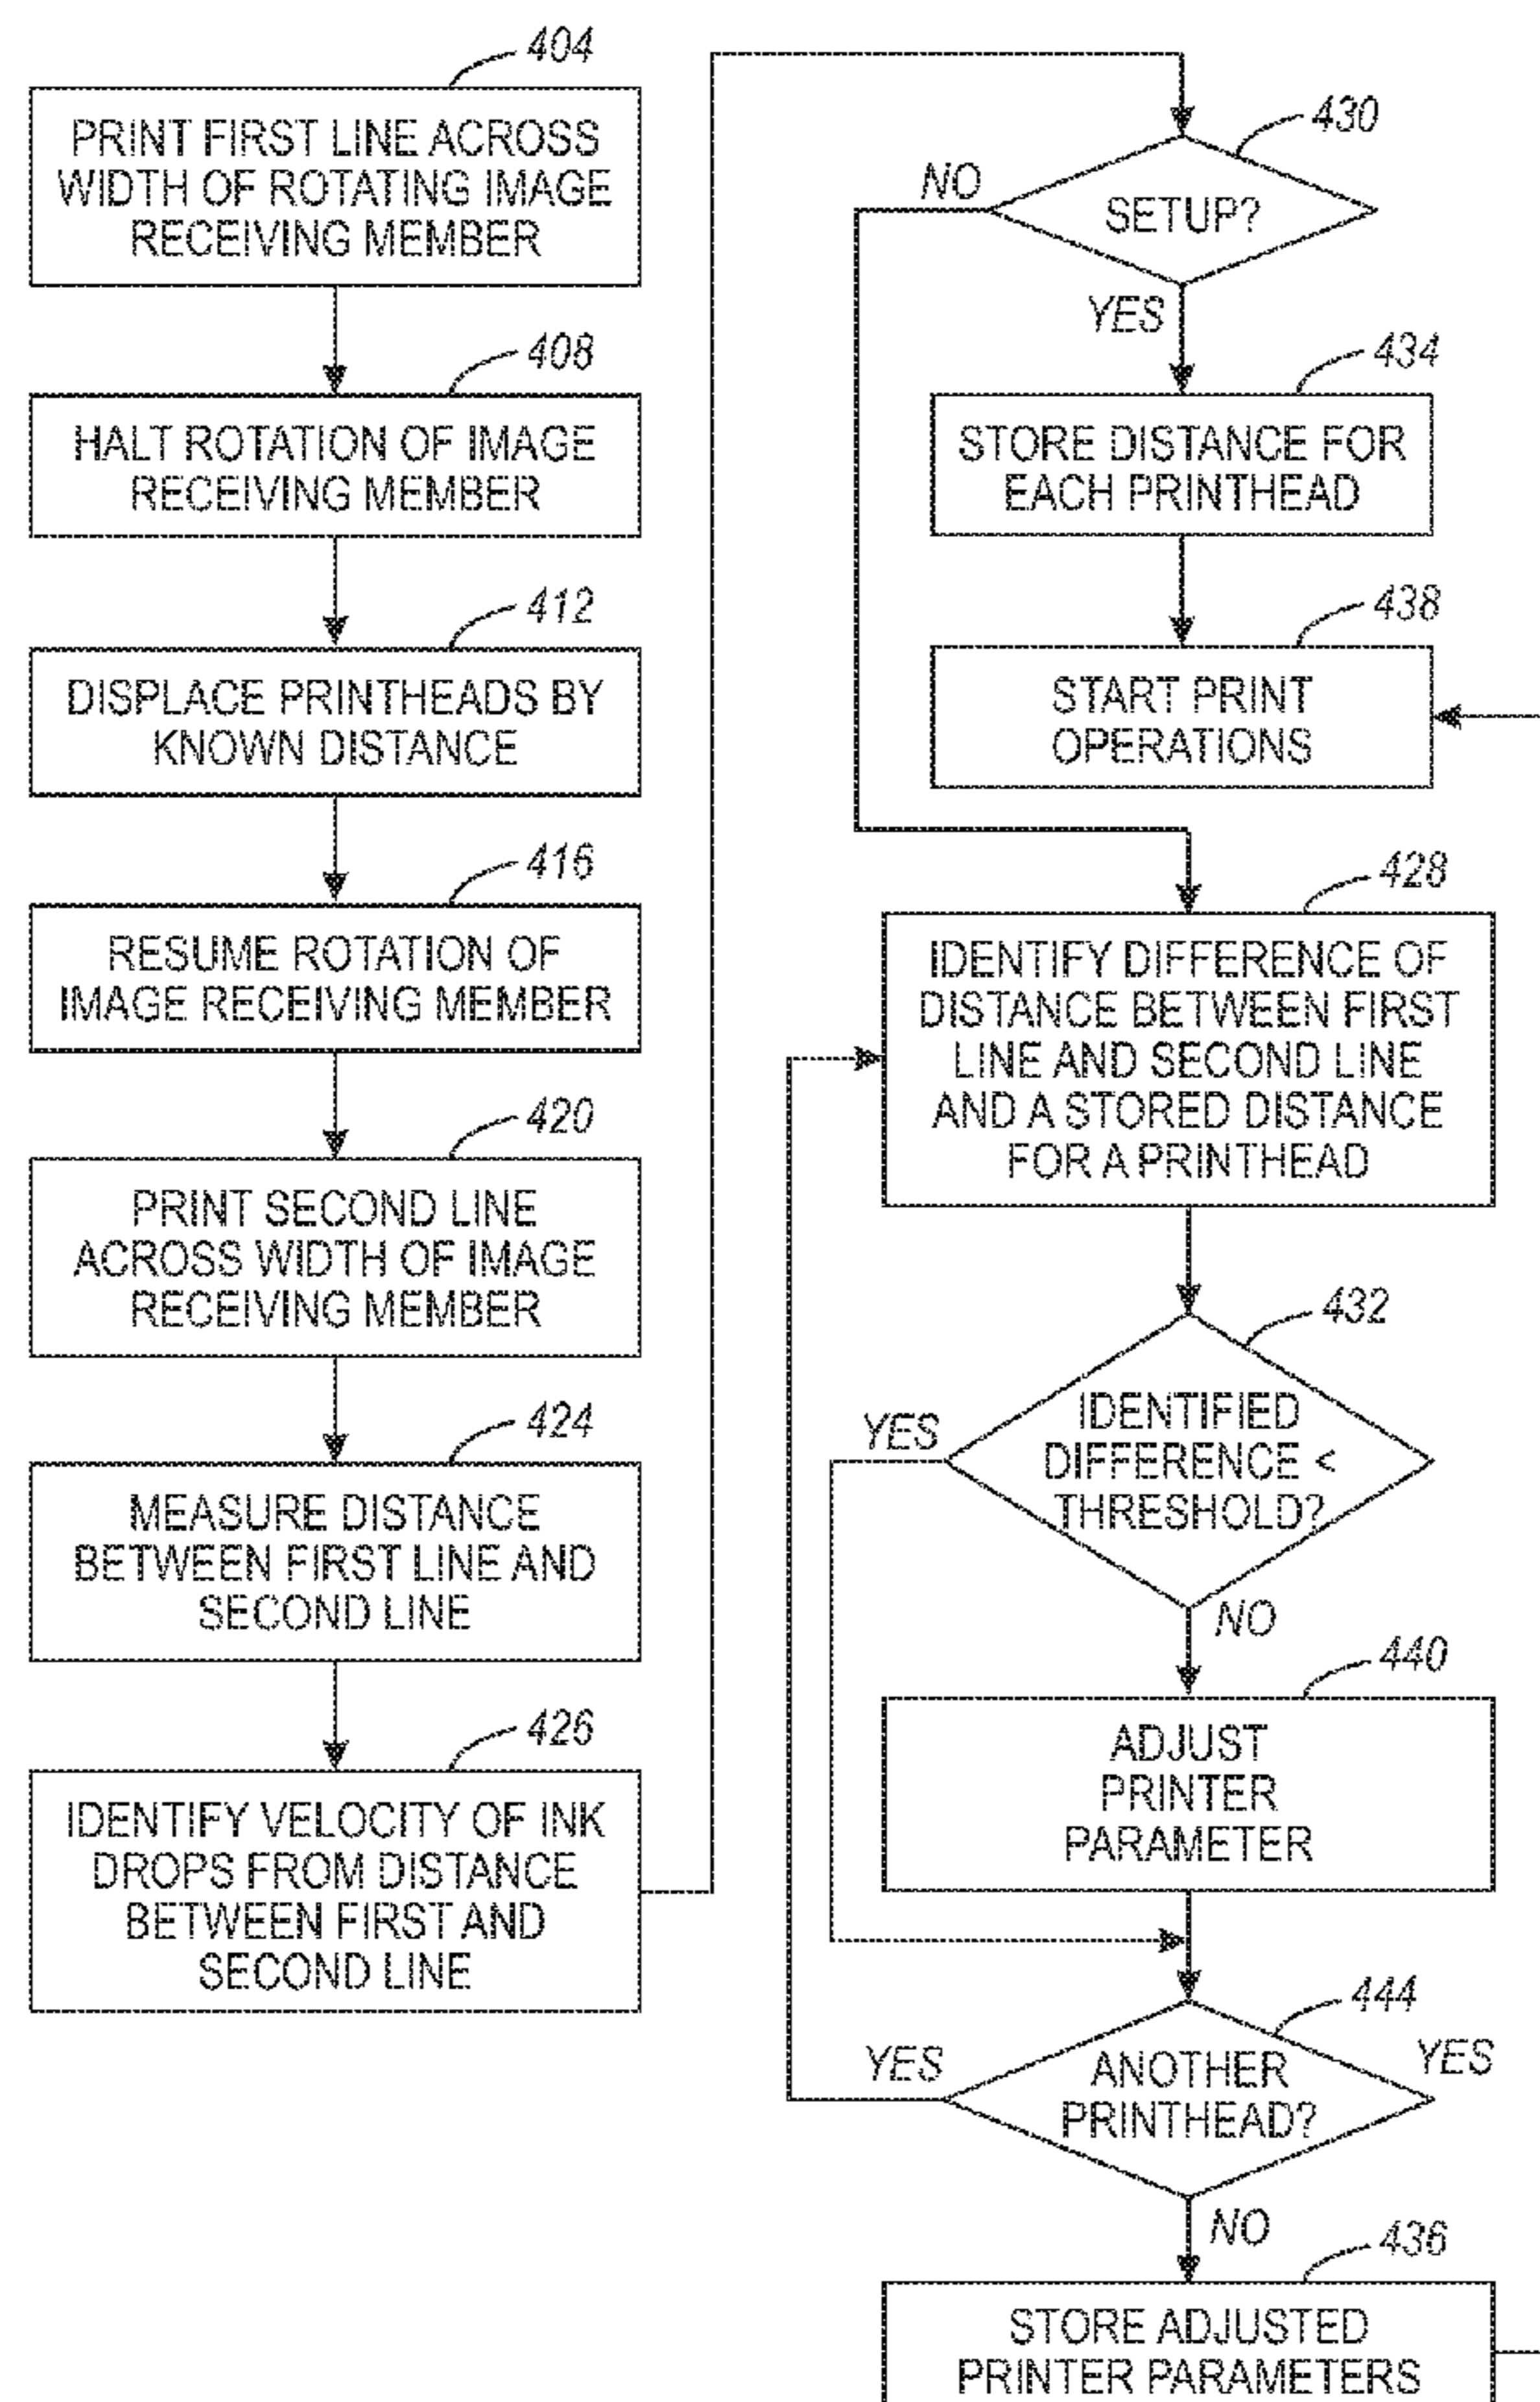 404
PRINT FIRST LINE ACROSS
WIDTH OF ROTATING IMAGE
RECEIVING MEMBER
408
HALT ROTATION OF IMAGE
RECEIVING MEMBER
412
DISPLACE PRINTHEADS BY
KNOWN DISTANCE
416
RESUME ROTATION OF
IMAGE RECEIVING MEMBER
420
PRINT SECOND LINE
ACROSS WIDTH OF IMAGE
RECEIVING MEMBER
424
MEASURE DISTANCE
BETWEEN FIRST LINE AND
SECOND LINE
426
IDENTIFY VELOCITY OF INK
DROPS FROM DISTANCE
BETWEEN FIRST AND
SECOND LINE
430
NO
SETUP?
YES
434
STORE DISTANCE FOR
EACH PRINTHEAD
438
START PRINT
OPERATIONS
428
IDENTIFY DIFFERENCE OF
DISTANCE BETWEEN FIRST
LINE AND SECOND LINE
AND A STORED DISTANCE
FOR A PRINTHEAD
432
YES
IDENTIFIED
DIFFERENCE <
THRESHOLD?
NO
440
ADJUST
PRINTER
PARAMETER
444
YES
ANOTHER
PRINTHEAD?
YES
NO
436
STORE ADJUSTED
PRINTER PARAMETERS